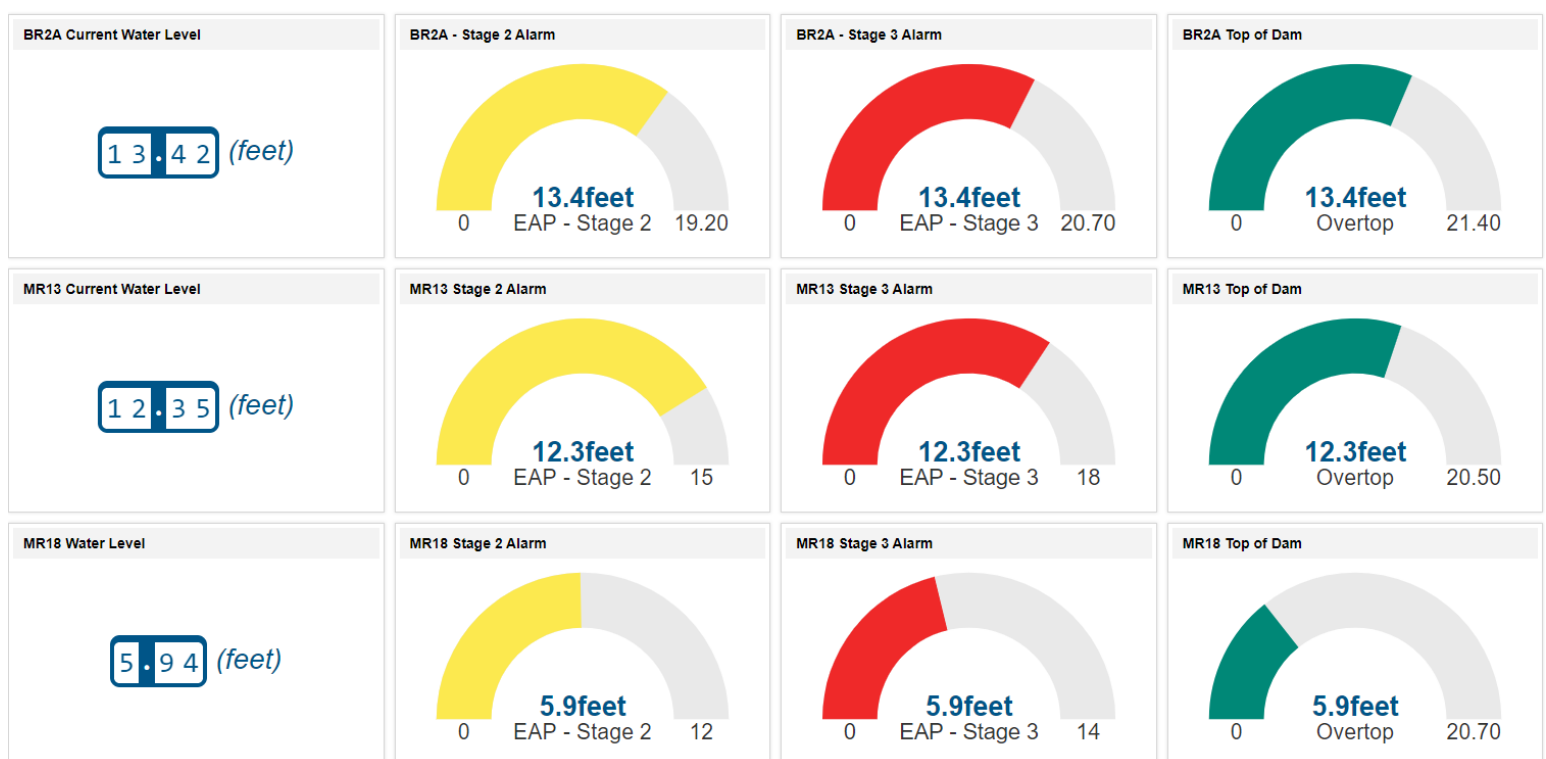 BR2A Current Water Level
13.42 (feet)
BR2A - Stage 2 Alarm
13.4feet
0 EAP - Stage 2 19.20
BR2A - Stage 3 Alarm
13.4feet
0 EAP - Stage 3 20.70
BR2A Top of Dam
13.4feet
0 Overtop 21.40
MR13 Current Water Level
12.35 (feet)
MR13 Stage 2 Alarm
12.3feet
0 EAP - Stage 2 15
MR13 Stage 3 Alarm
12.3feet
0 EAP - Stage 3 18
MR13 Top of Dam
12.3feet
0 Overtop 20.50
MR18 Water Level
5.94 (feet)
MR18 Stage 2 Alarm
5.9feet
0 EAP - Stage 2 12
MR18 Stage 3 Alarm
5.9feet
0 EAP - Stage 3 14
MR18 Top of Dam
5.9feet
0 Overtop 20.70